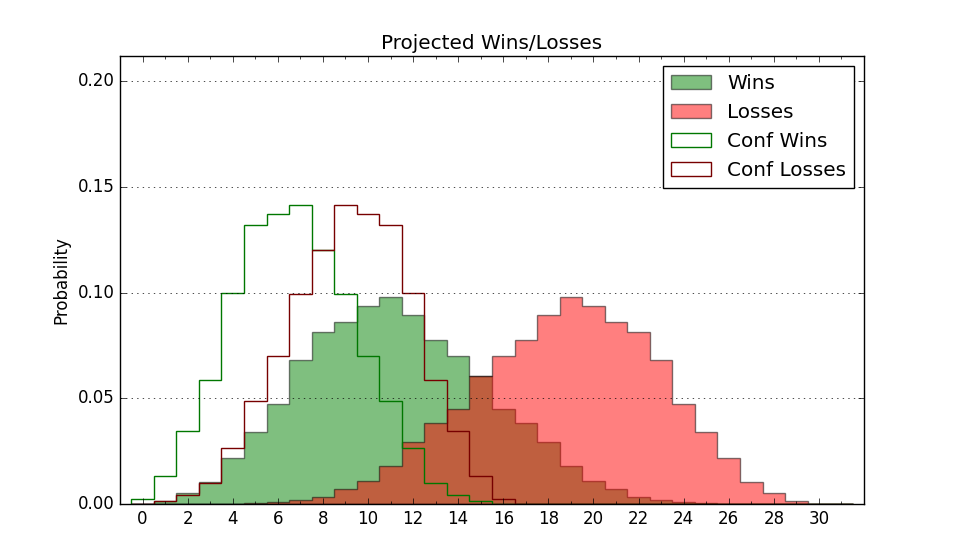 Projected Wins/Losses
Wins
Losses
Conf Wins
Conf Losses
Probability
0.20
0.15
0.10
0.05
0.00
0 2 4 6 8 10 12 14 16 18 20 22 24 26 28 30